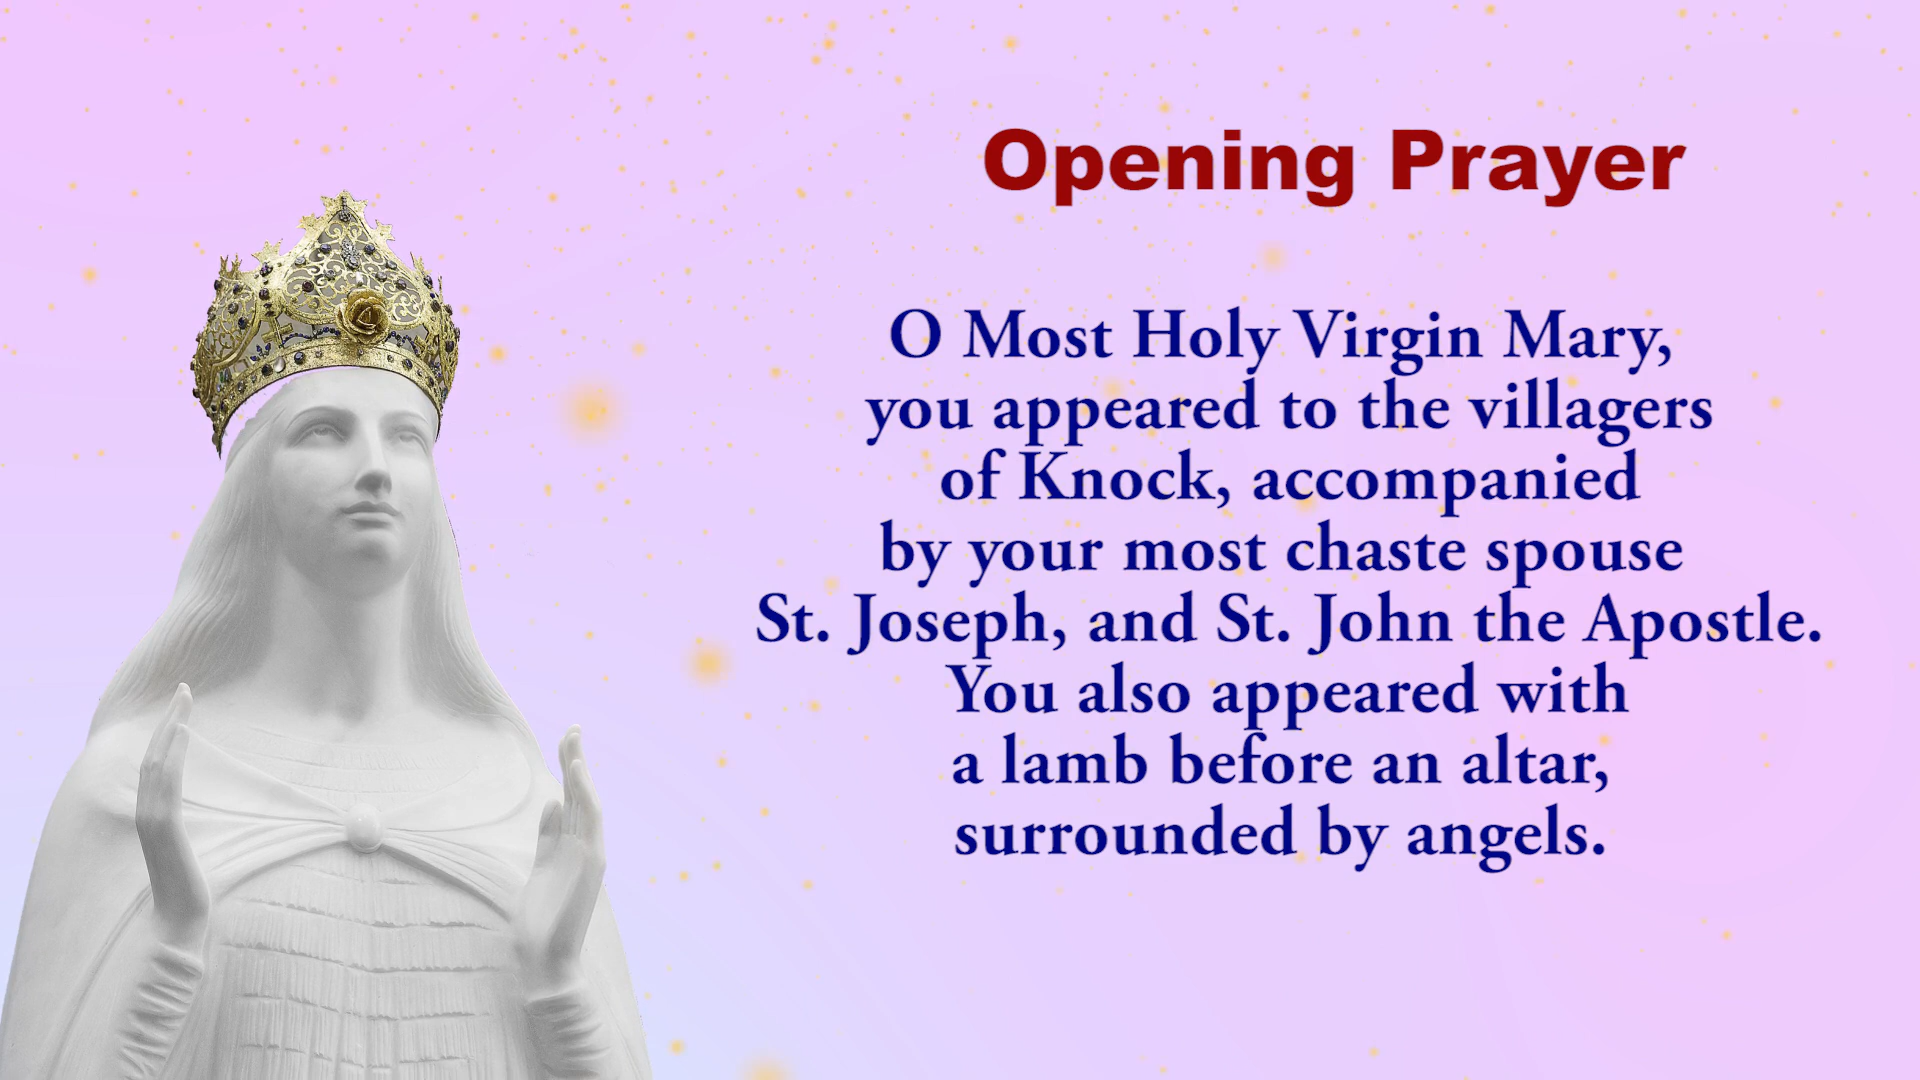 Opening Prayer
O Most Holy Virgin Mary,
you appeared to the villagers
of Knock, accompanied
by your most chaste spouse
St. Joseph, and St. John the Apostle.
You also appeared with
a lamb before an altar,
surrounded by angels.